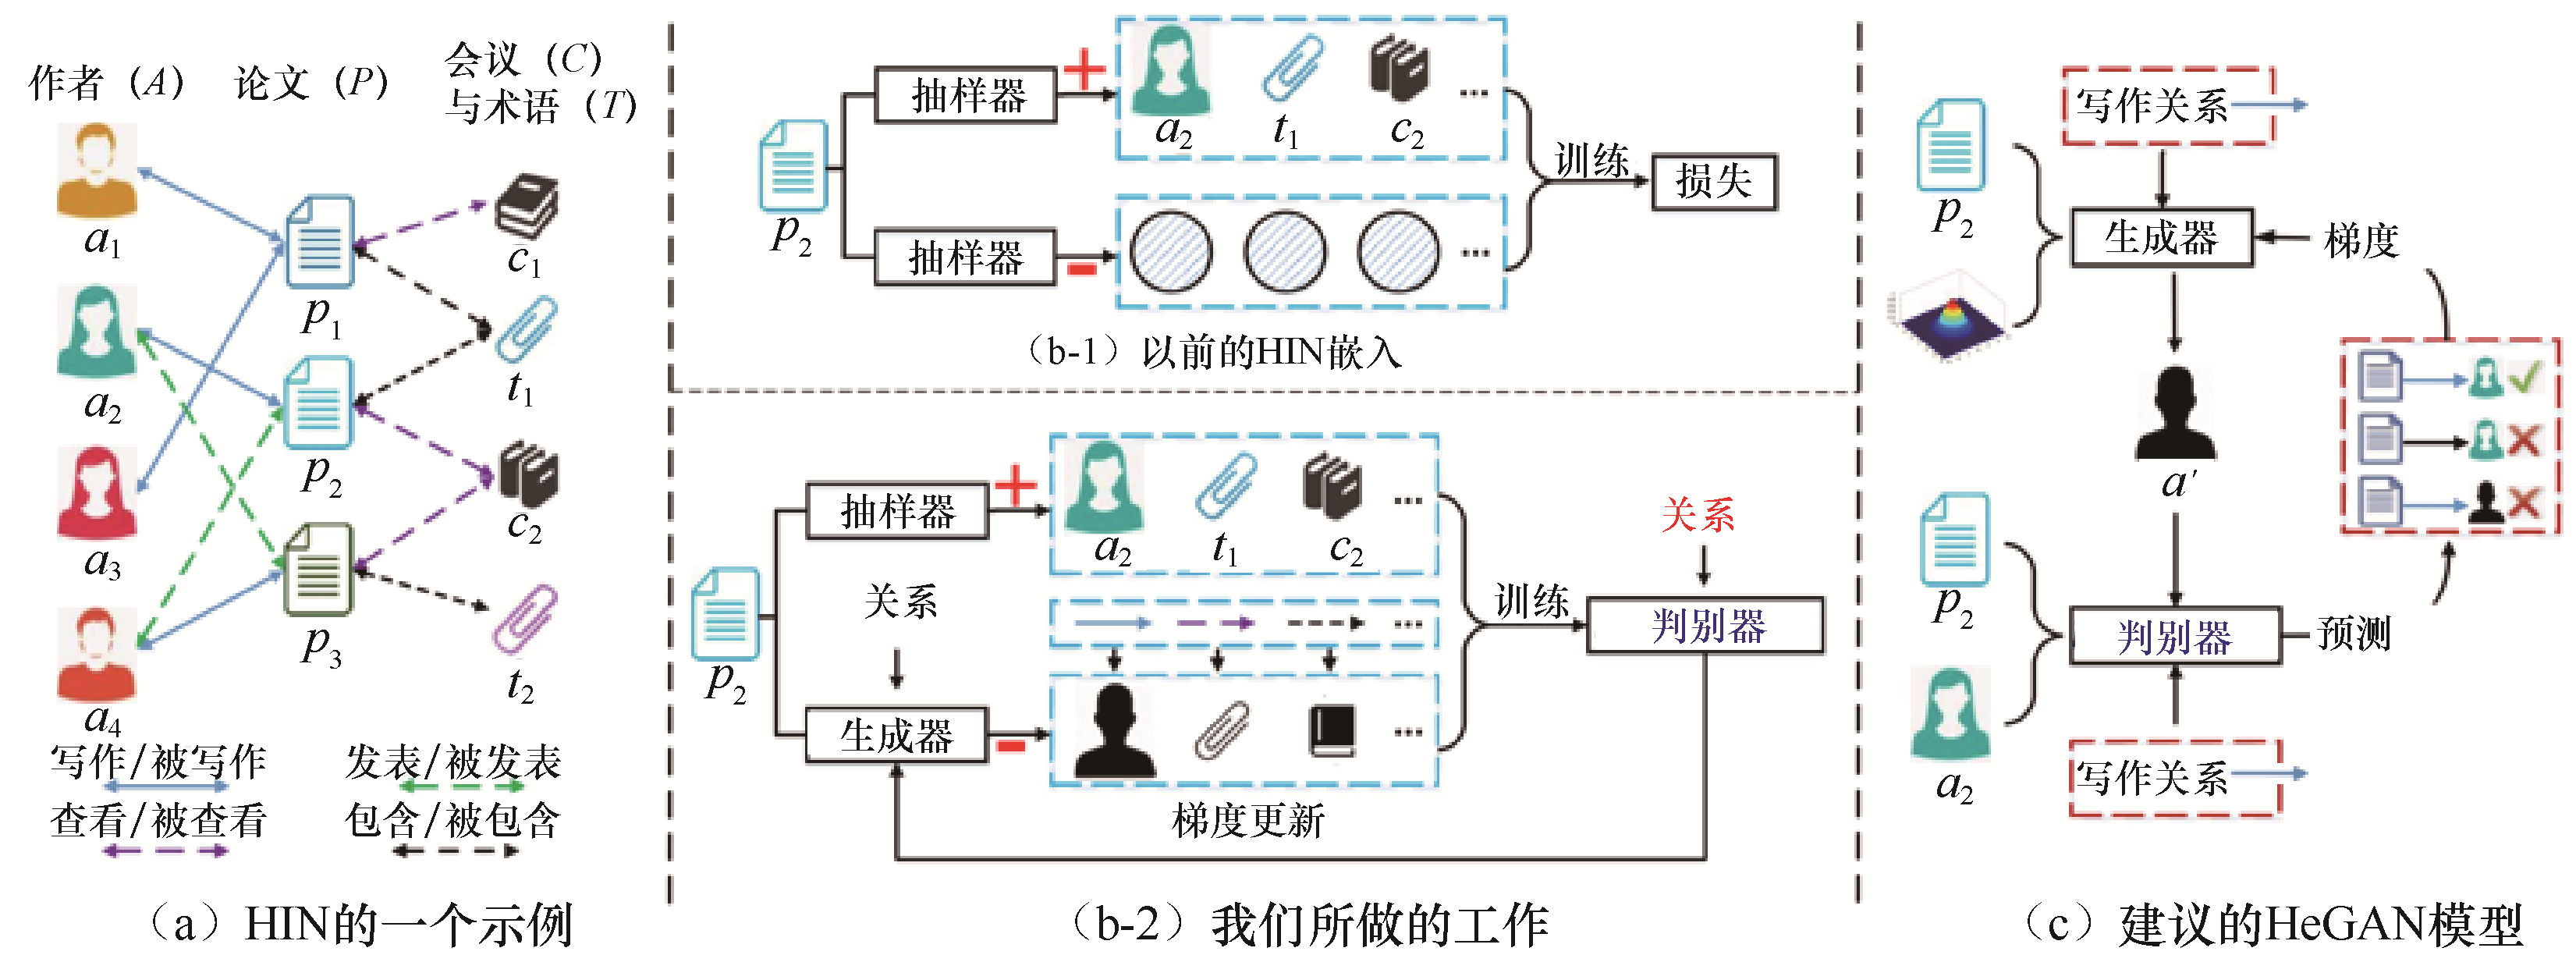 作者（A）
论文（P）
会议（C）
与术语（T）
a1
a2
a3
a4
p1
p2
p3
c1
t1
c2
t2
写作/被写作
发表/被发表
查看/被查看
包含/被包含
（a）HIN的一个示例
p2
抽样器
+
a2
t1
c2
...
抽样器
-
...
训练
损失
（b-1）以前的HIN嵌入
p2
抽样器
+
a2
t1
c2
...
关系
...
生成器
-
...
训练
关系
判别器
梯度更新
（b-2）我们所做的工作
写作关系
p2
生成器
梯度
a′
p2
a2
判别器
预测
写作关系
（c）建议的HeGAN模型